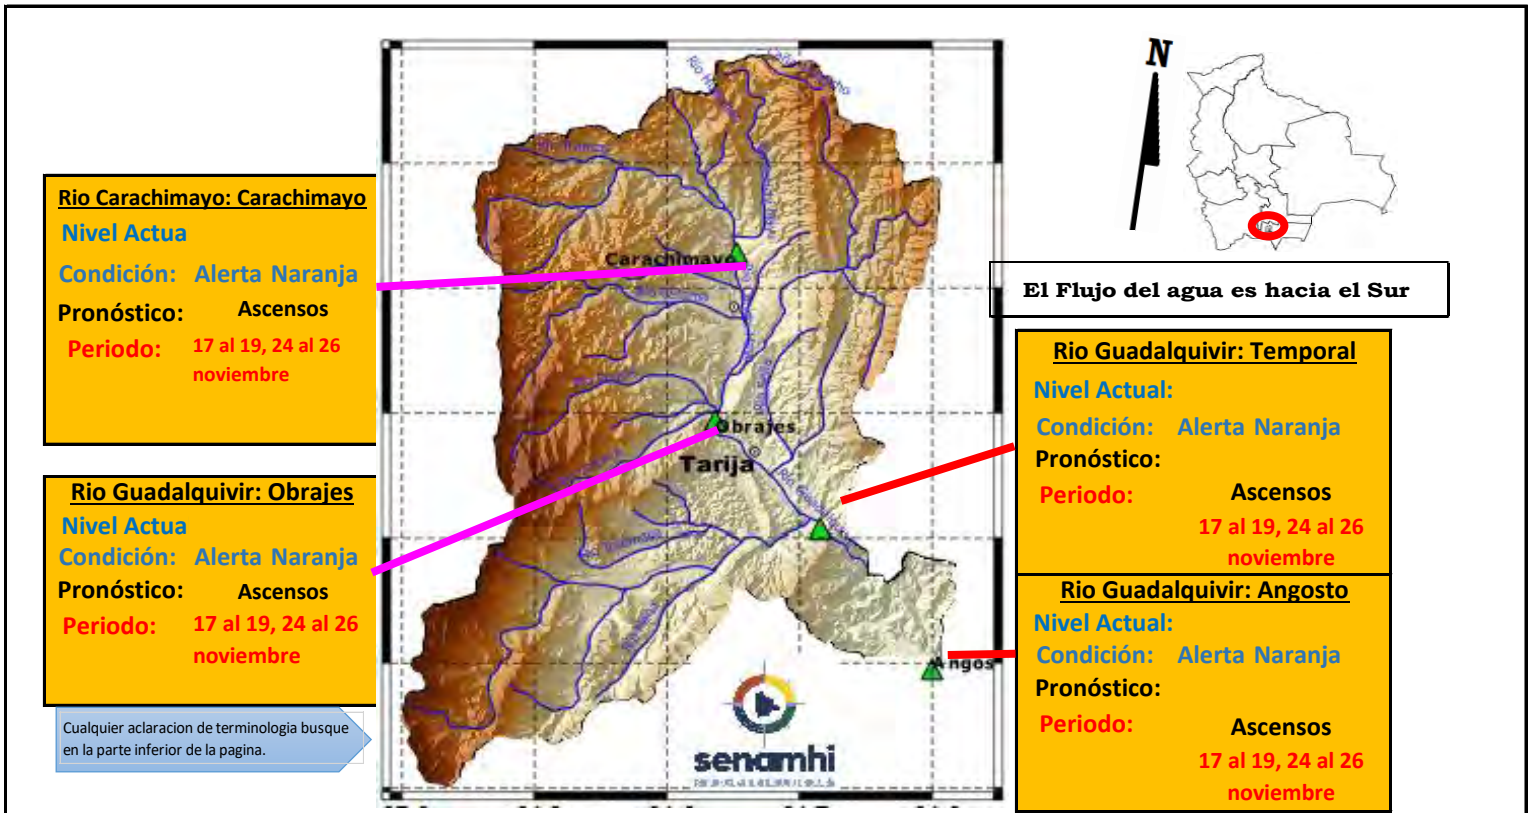 N
Rio Carachimayo: Carachimayo
Nivel Actua
Condición: Alerta Naranja
Pronóstico: Ascensos
Periodo: 17 al 19, 24 al 26
noviembre
Rio Guadalquivir: Obrajes
Nivel Actua
Condición: Alerta Naranja
Pronóstico: Ascensos
Periodo: 17 al 19, 24 al 26
noviembre
Cualquier aclaracion de terminologia busque
en la parte inferior de la pagina.
Carachimayo
Obrajes
Tarija
Angos
senamhi
El Flujo del agua es hacia el Sur
Rio Guadalquivir: Temporal
Nivel Actual:
Condición: Alerta Naranja
Pronóstico:
Periodo: Ascensos
17 al 19, 24 al 26
noviembre
Rio Guadalquivir: Angosto
Nivel Actual:
Condición: Alerta Naranja
Pronóstico:
Periodo: Ascensos
17 al 19, 24 al 26
noviembre